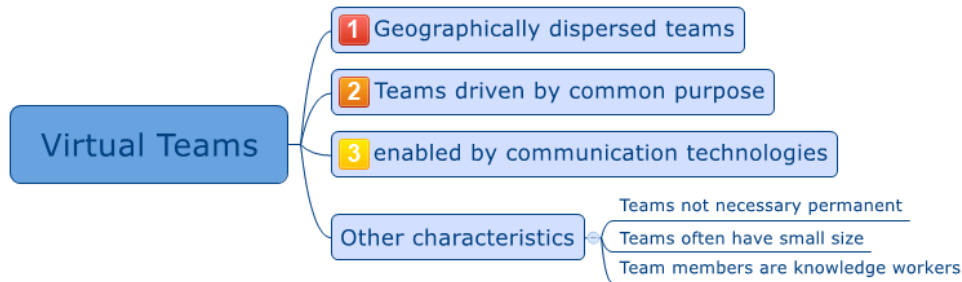 Virtual Teams
1 Geographically dispersed teams
2 Teams driven by common purpose
3 enabled by communication technologies
Other characteristics
Teams not necessary permanent
Teams often have small size
Team members are knowledge workers